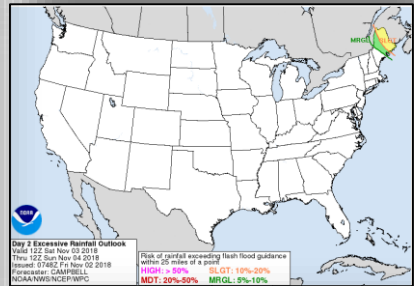 MRGL SLGT
NOAA
Day 2 Excessive Rainfall Outlook
Valid 12Z Sat Nov 03 2018
Thru 12Z Sun Nov 04 2018
Issued: 0748Z Fri Nov 02 2018
Forecaster: CAMPBELL
NOAA/NWS/NCEP/WPC
Risk of rainfall exceeding flash flood guidance
within 25 miles of a point
HIGH: > 50% SLGT: 10%-20%
MDT: 20%-50% MRGL: 5%-10%